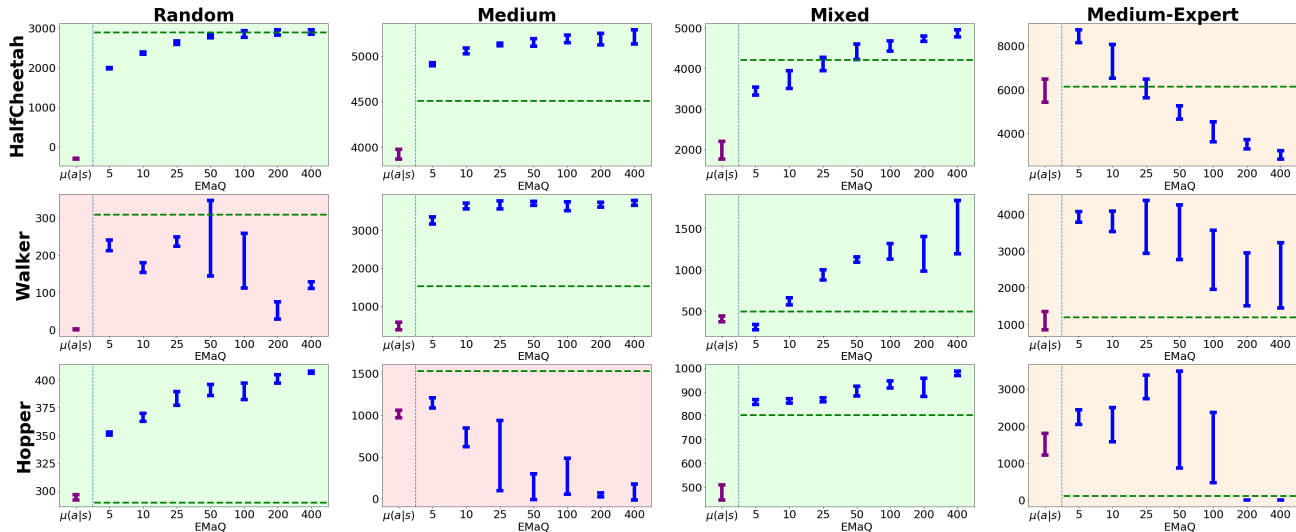 Random Medium Mixed Medium-Expert
HalfCheetah
3000
2000
1000
0
μ(a|s) 5 10 25 50 100 200 400
EMaQ
5000
4500
4000
μ(a|s) 5 10 25 50 100 200 400
EMaQ
5000
4000
3000
2000
μ(a|s) 5 10 25 50 100 200 400
EMaQ
8000
6000
4000
μ(a|s) 5 10 25 50 100 200 400
EMaQ
Walker
300
200
100
0
μ(a|s) 5 10 25 50 100 200 400
EMaQ
3000
2000
1000
0
μ(a|s) 5 10 25 50 100 200 400
EMaQ
1500
1000
500
μ(a|s) 5 10 25 50 100 200 400
EMaQ
4000
3000
2000
1000
μ(a|s) 5 10 25 50 100 200 400
EMaQ
Hopper
400
375
350
325
300
μ(a|s) 5 10 25 50 100 200 400
EMaQ
1500
1000
500
0
μ(a|s) 5 10 25 50 100 200 400
EMaQ
1000
900
800
700
600
500
μ(a|s) 5 10 25 50 100 200 400
EMaQ
3000
2000
1000
0
μ(a|s) 5 10 25 50 100 200 400
EMaQ